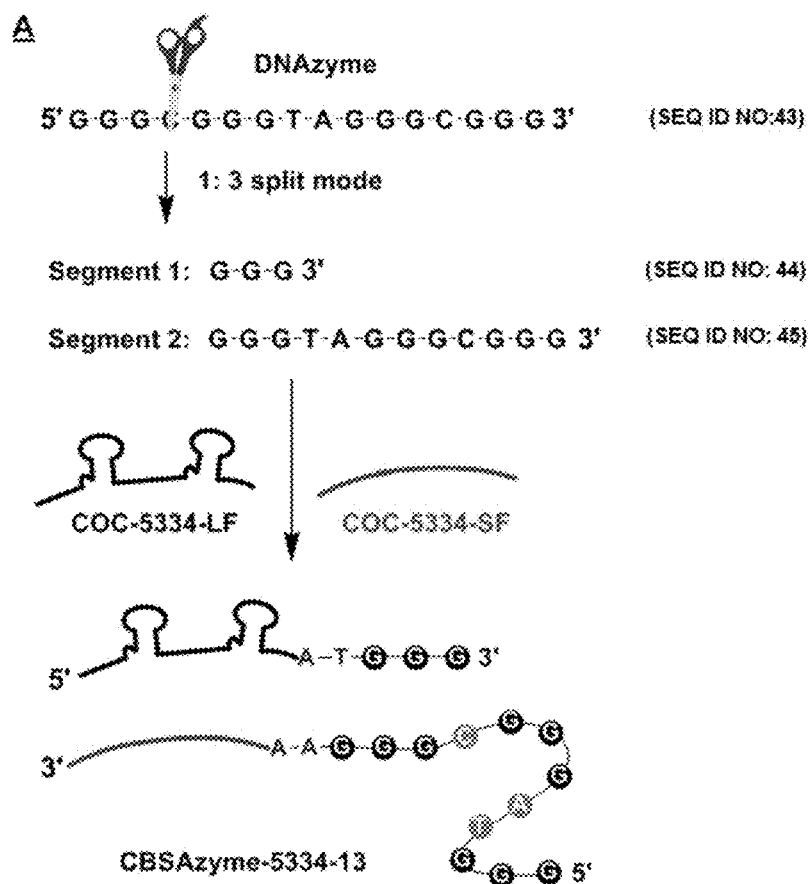 A
DNAzyme
5' G-G-G-C-G-G-G-T-A-G-G-G-C-G-G-G 3' (SEQ ID NO:43)
1: 3 split mode
Segment 1: G-G-G 3' (SEQ ID NO: 44)
Segment 2: G-G-G-T-A-G-G-G-C-G-G-G 3' (SEQ ID NO: 45)
COC-5334-LF COC-5334-SF
5' A-T-G-G-G 3'
3' A-A-G-G-G G G G
G G G 5'
CBSAzyme-5334-13